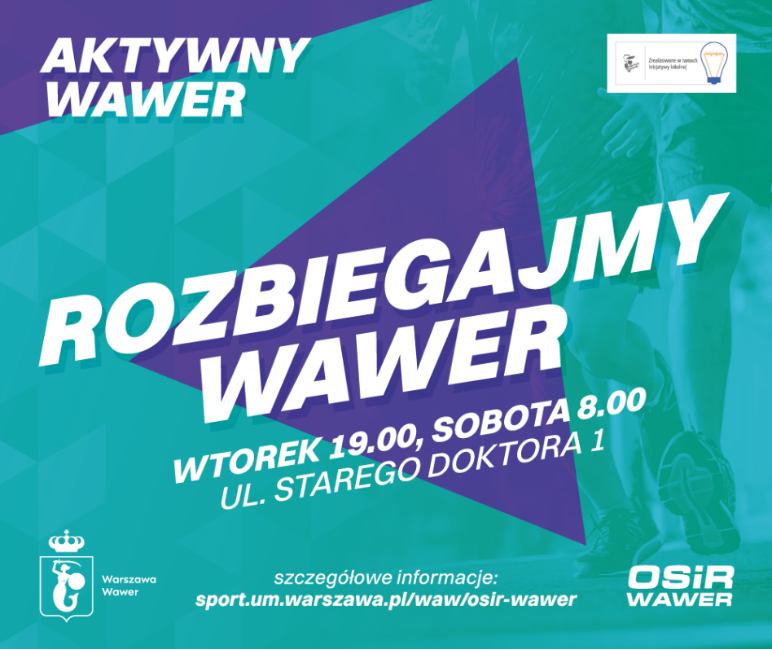 AKTYWNY
WAWER
Zrealizowane w ramach
inicjatywy lokalnej
ROZBIEGAJMY
WAWER
WTOREK 19.00, SOBOTA 8.00
UL. STAREGO DOKTORA 1
Warszawa
Wawer
szczegółowe informacje:
sport.um.warszawa.pl/waw/osir-wawer
OSiR
WAWER